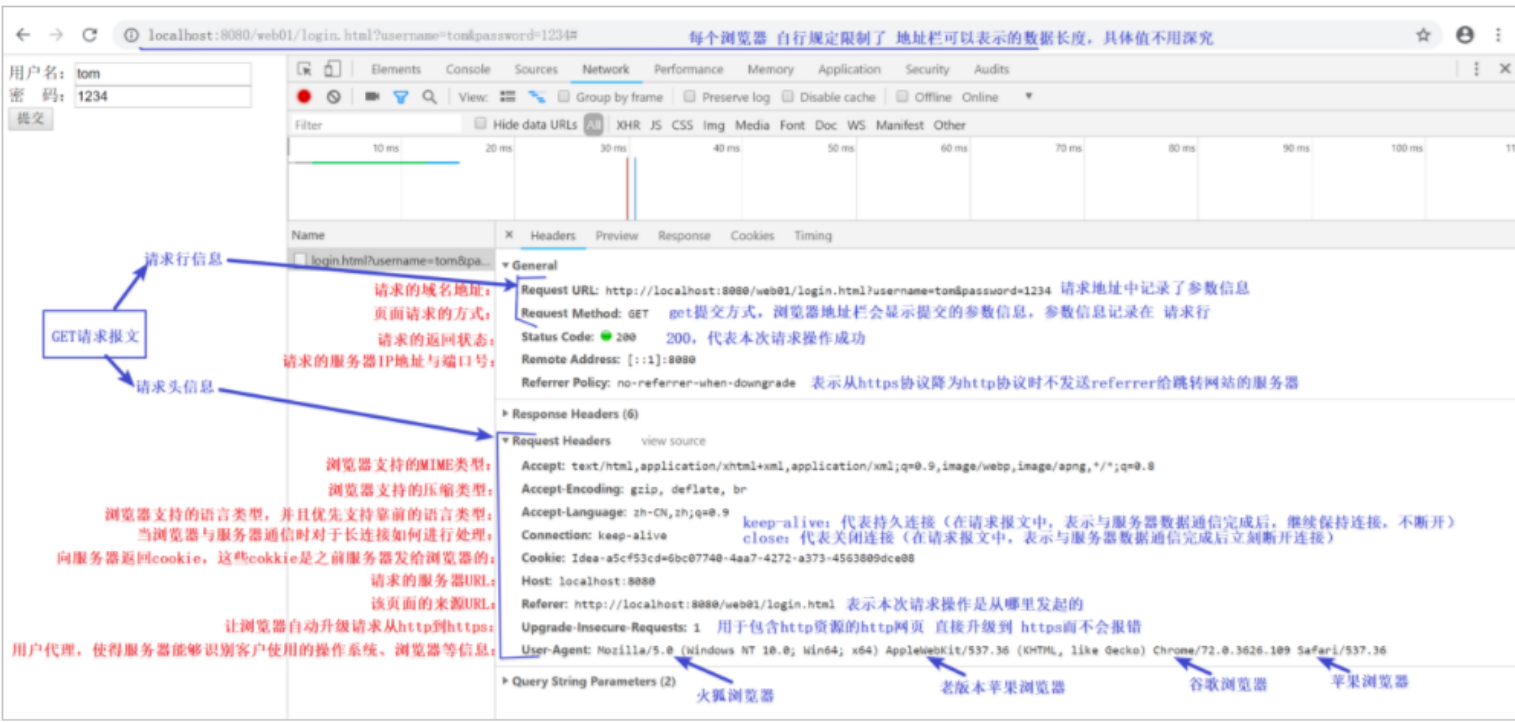 localhost:8080/web01/login.html?username=tom&password=1234#
每个浏览器 自行规定限制了 地址栏可以表示的数据长度，具体值不用深究
用户名： tom
密 码： 1234
提交
Elements Console Sources Network Performance Memory Application Security Audits
View: Group by frame Preserve log Disable cache Offline Online
Filter Hide data URLs All XHR JS CSS Img Media Font Doc WS Manifest Other
10 ms 20 ms 30 ms 40 ms 50 ms 60 ms 70 ms 80 ms 90 ms 100 ms 11
Name × Headers Preview Response Cookies Timing
login.html?username=tom&pa...
General
请求行信息
请求的域名地址： Request URL: http://localhost:8080/web01/login.html?username=tom&password=1234 请求地址中记录了参数信息
页面请求的方式： Request Method: GET get提交方式，浏览器地址栏会显示提交的参数信息，参数信息记录在 请求行
GET请求报文
请求的返回状态： Status Code: 200 200，代表本次请求操作成功
请求的服务器IP地址与端口号： Remote Address: [::1]:8080
请求头信息
Referrer Policy: no-referrer-when-downgrade 表示从https协议降为http协议时不发送referrer给跳转网站的服务器
Response Headers (6)
Request Headers view source
浏览器支持的MIME类型： Accept: text/html,application/xhtml+xml,application/xml;q=0.9,image/webp,image/apng,*/*;q=0.8
浏览器支持的压缩类型： Accept-Encoding: gzip, deflate, br
浏览器支持的语言类型，并且优先支持靠前的语言类型： Accept-Language: zh-CN,zh;q=0.9
keep-alive：代表持久连接（在请求报文中，表示与服务器数据通信完成后，继续保持连接，不断开）
当浏览器与服务器通信时对于长连接如何进行处理： Connection: keep-alive
close：代表关闭连接（在请求报文中，表示与服务器数据通信完成后立刻断开连接）
向服务器返回cookie，这些cokkie是之前服务器发给浏览器的： Cookie: Idea-a5cf53cd=6bc07740-4aa7-4272-a373-4563809dce08
请求的服务器URL： Host: localhost:8080
该页面的来源URL： Referer: http://localhost:8080/web01/login.html 表示本次请求操作是从哪里发起的
让浏览器自动升级请求从http到https： Upgrade-Insecure-Requests: 1 用于包含http资源的http网页 直接升级到 https而不会报错
用户代理，使得服务器能够识别客户使用的操作系统、浏览器等信息： User-Agent: Mozilla/5.0 (Windows NT 10.0; Win64; x64) AppleWebKit/537.36 (KHTML, like Gecko) Chrome/72.0.3626.109 Safari/537.36
Query String Parameters (2)
火狐浏览器 老版本苹果浏览器 谷歌浏览器 苹果浏览器